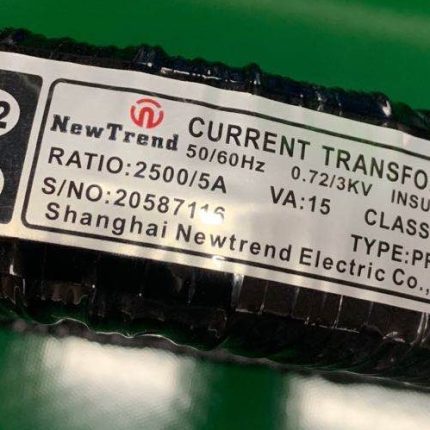 2
NewTrend
CURRENT TRANSFO
50/60Hz 0.72/3KV INSU
RATIO:2500/5A VA:15 CLASS
S/NO:20587116 TYPE:PF
Shanghai Newtrend Electric Co.,